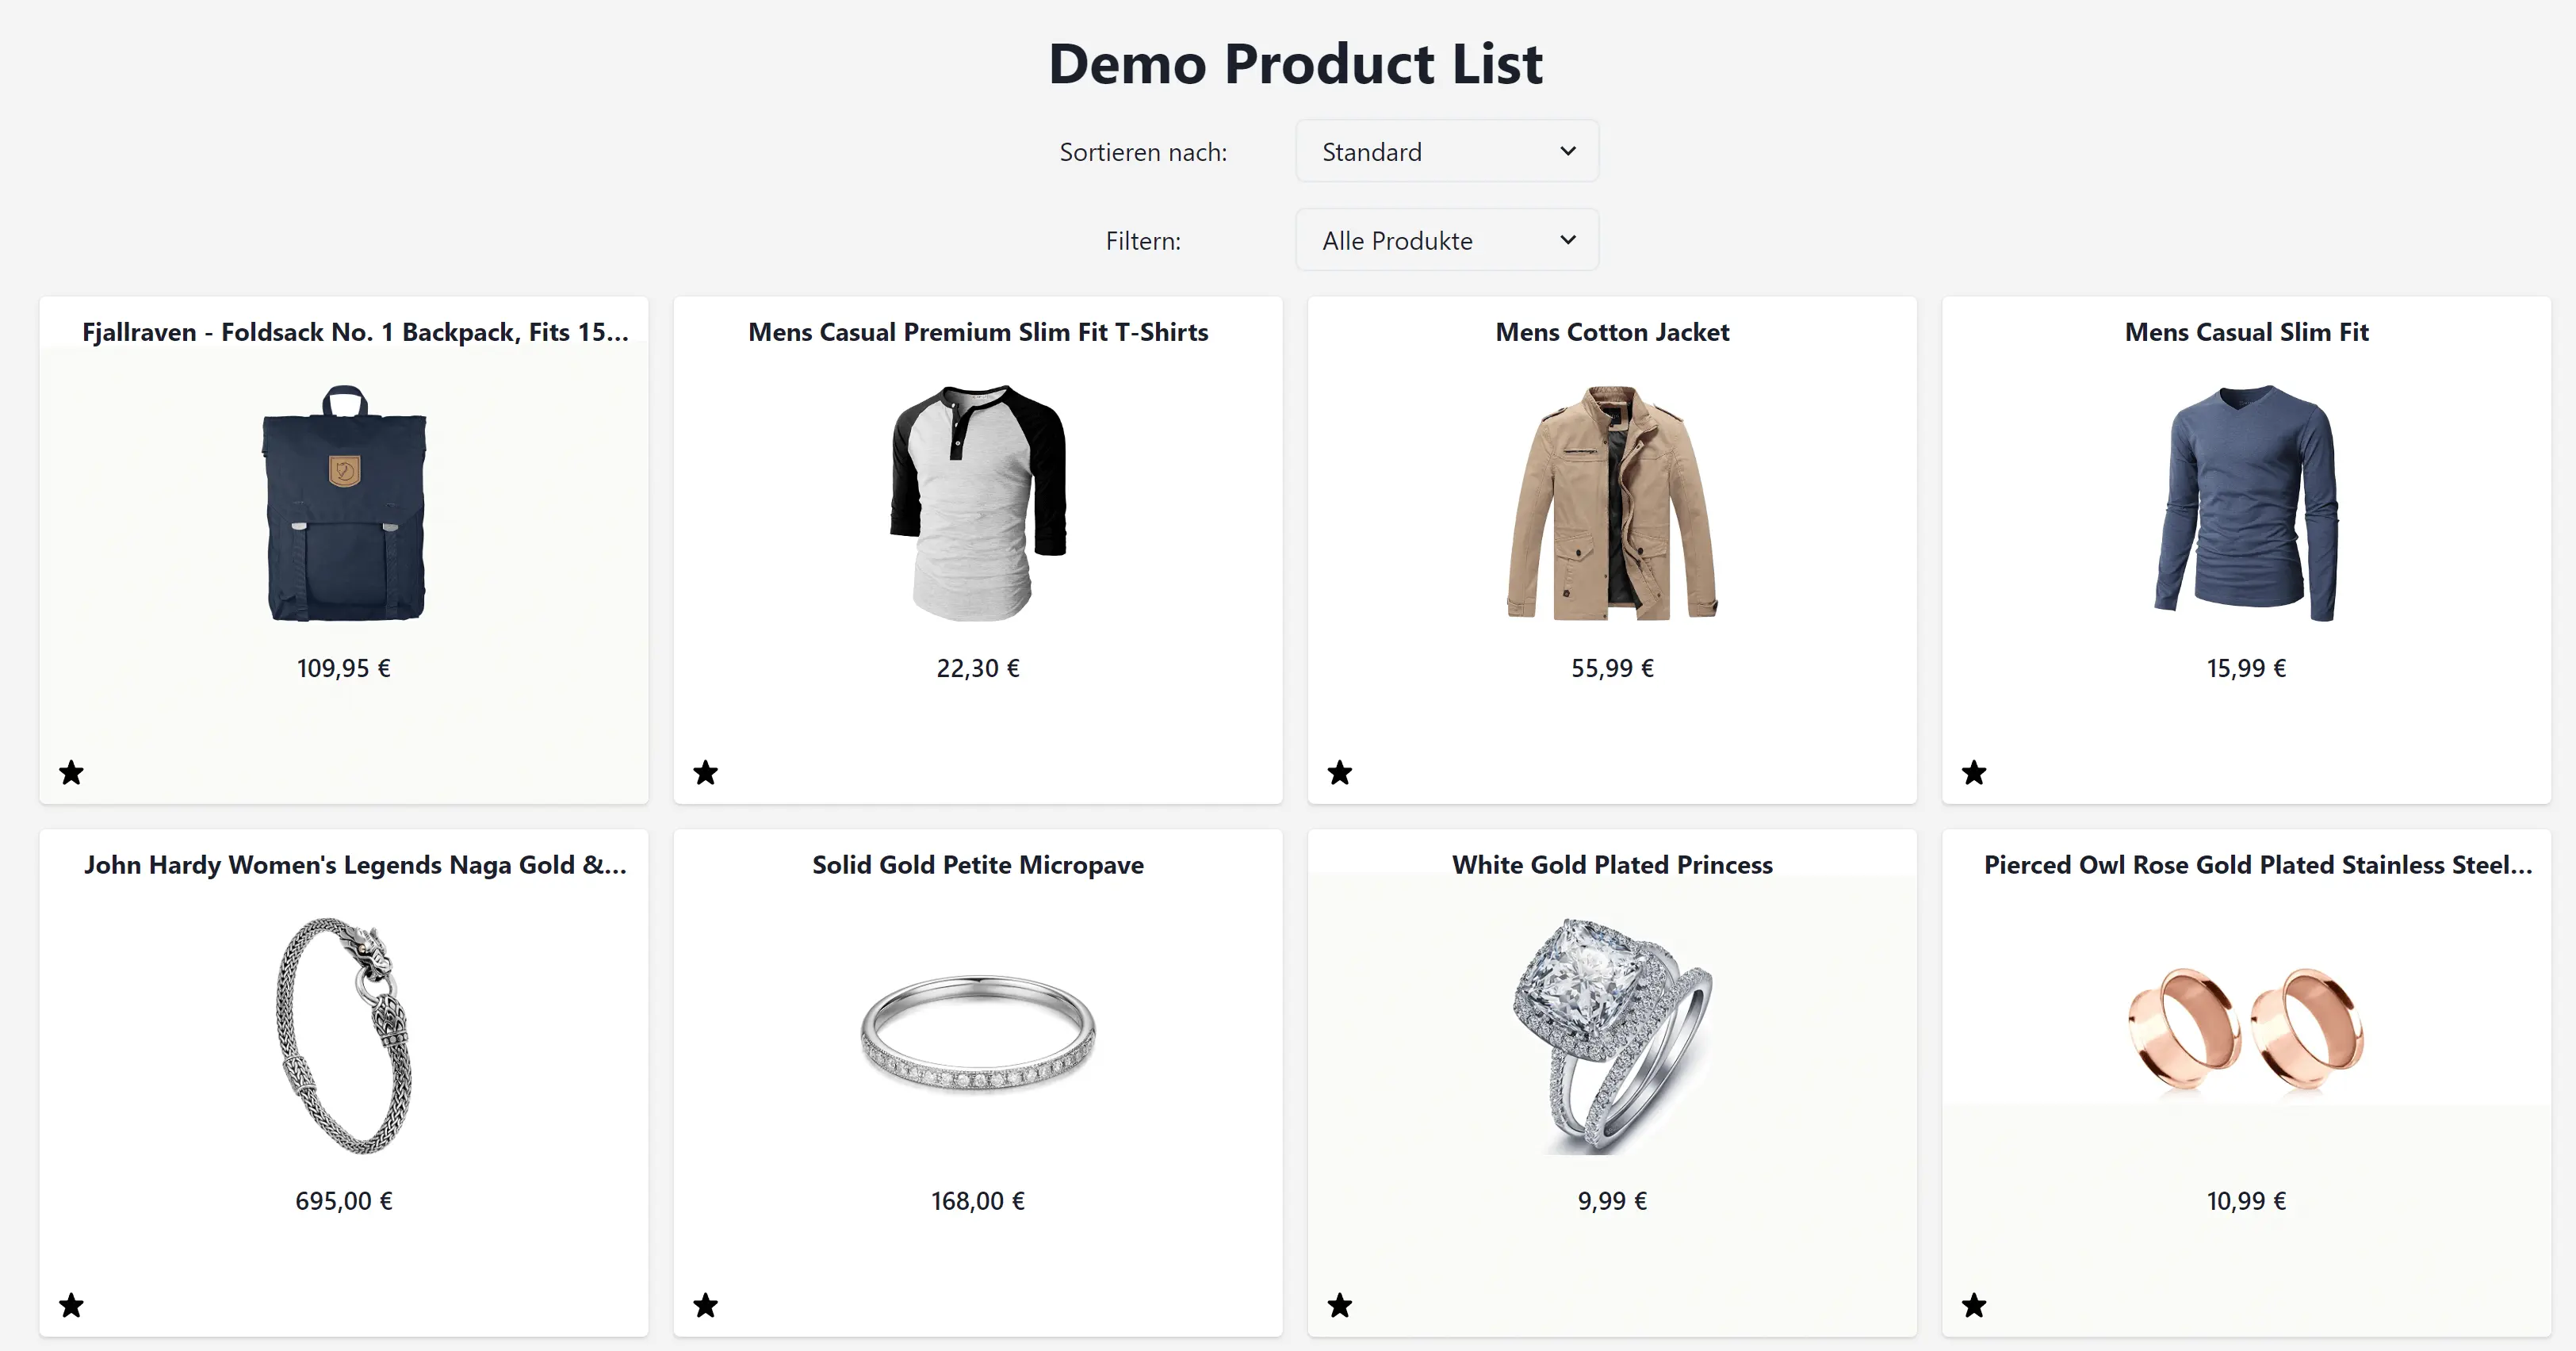 Demo Product List
Sortieren nach:
Standard
Filtern:
Alle Produkte
Fjallraven - Foldsack No. 1 Backpack, Fits 15...
Mens Casual Premium Slim Fit T-Shirts
Mens Cotton Jacket
Mens Casual Slim Fit
109,95 €
22,30 €
55,99 €
15,99 €
John Hardy Women's Legends Naga Gold &...
Solid Gold Petite Micropave
White Gold Plated Princess
Pierced Owl Rose Gold Plated Stainless Steel...
695,00 €
168,00 €
9,99 €
10,99 €